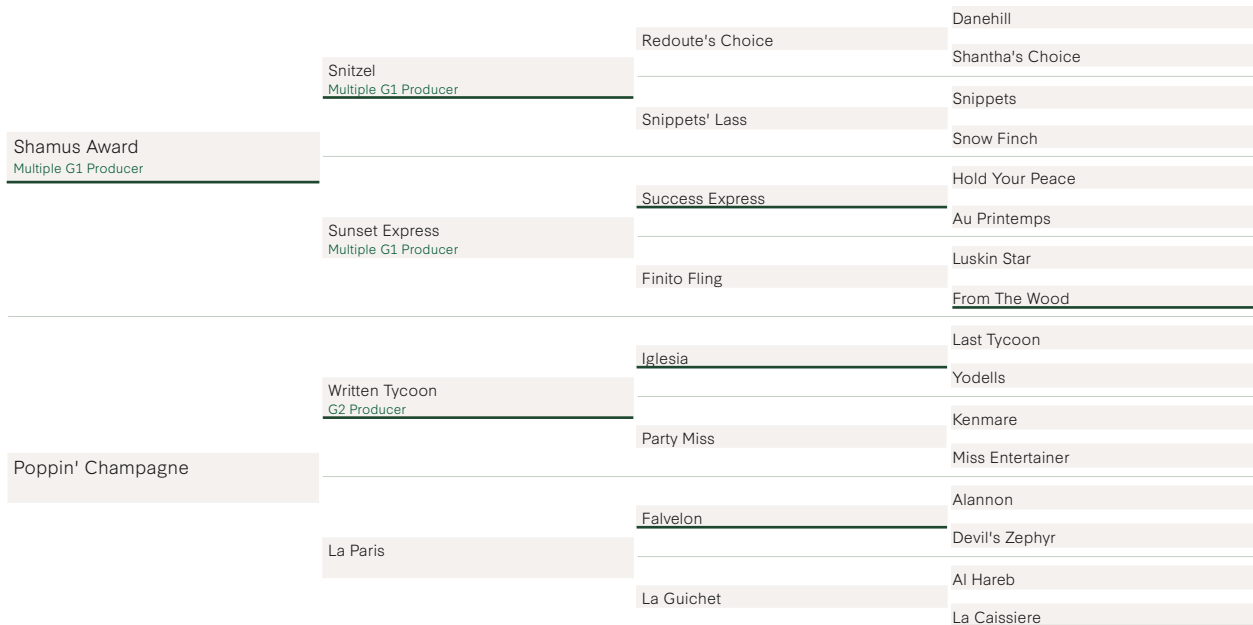 Shamus Award
Multiple G1 Producer
Poppin' Champagne
Snitzel
Multiple G1 Producer
Sunset Express
Multiple G1 Producer
Written Tycoon
G2 Producer
La Paris
Redoute's Choice
Snippets' Lass
Success Express
Finito Fling
Iglesia
Party Miss
Falvelon
La Guichet
Danehill
Shantha's Choice
Snippets
Snow Finch
Hold Your Peace
Au Printemps
Luskin Star
From The Wood
Last Tycoon
Yodells
Kenmare
Miss Entertainer
Alannon
Devil's Zephyr
Al Hareb
La Caissiere